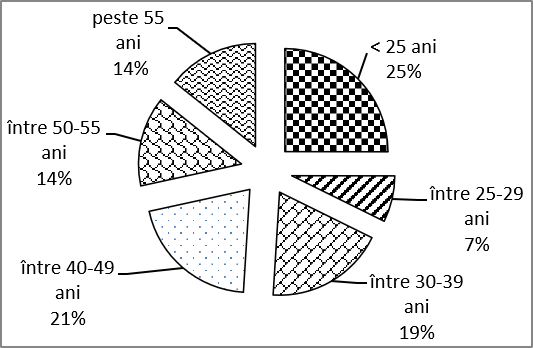 peste 55
ani
14%
< 25 ani
25%
între 50-55
ani
14%
între 25-29
ani
7%
între 40-49
ani
21%
între 30-39
ani
19%